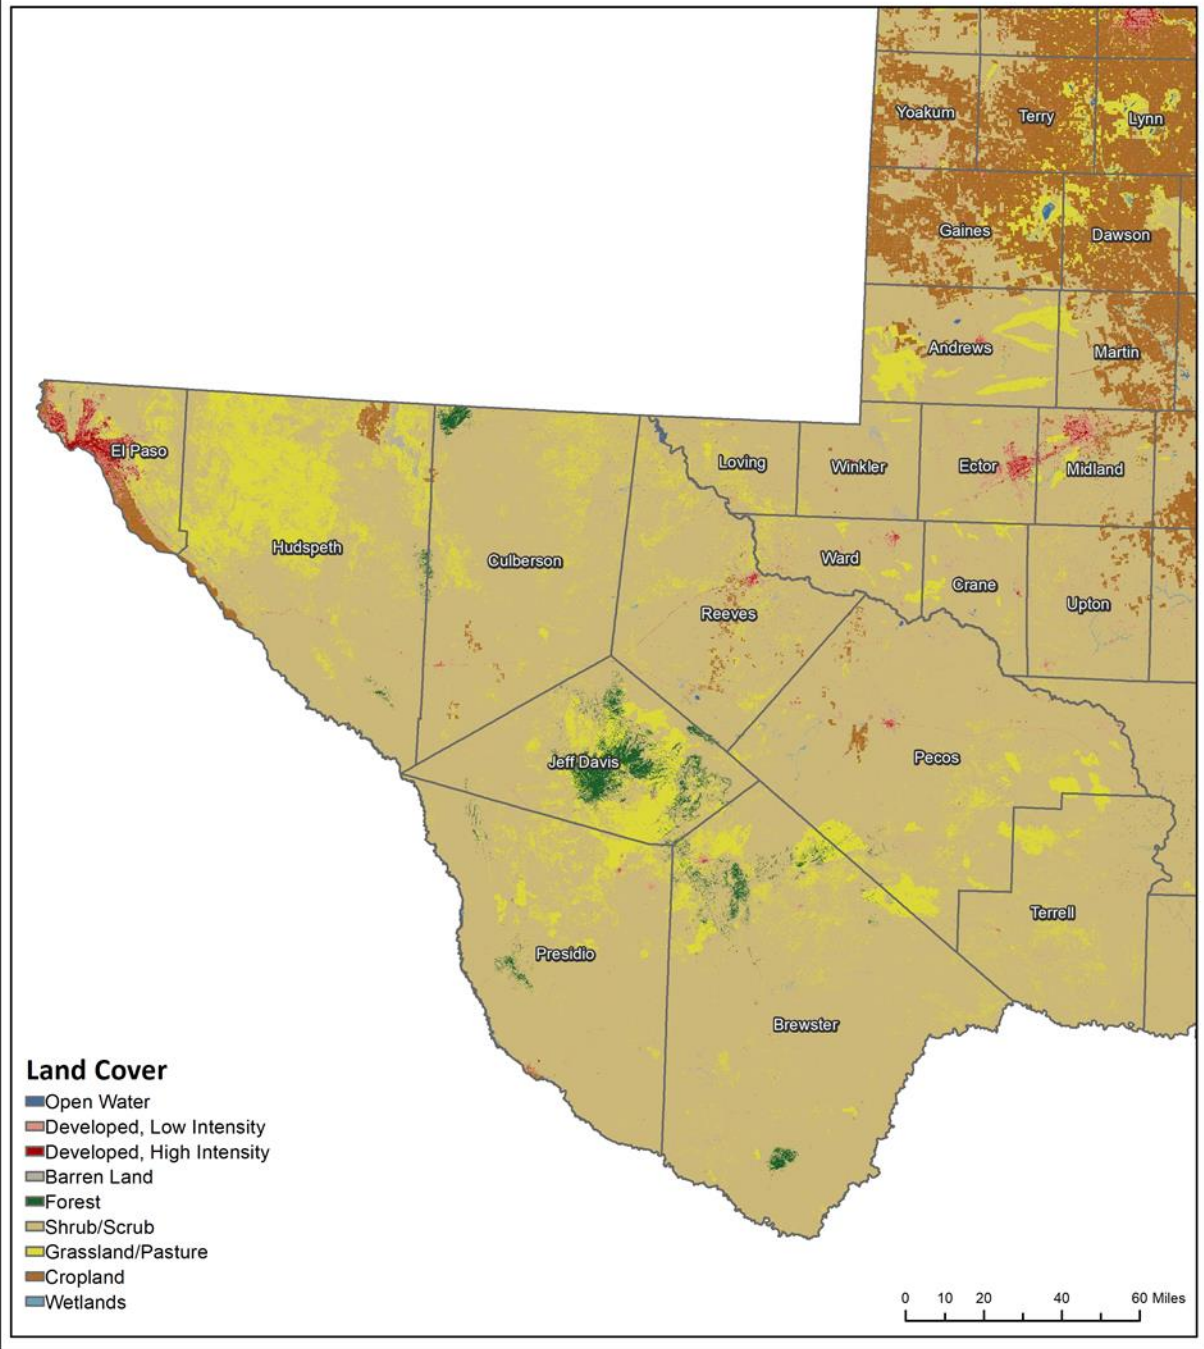 Yoakum
Terry
Lynn
Gaines
Dawson
Andrews
Martin
El Paso
Loving
Winkler
Ector
Midland
Hudspeth
Culberson
Ward
Crane
Reeves
Upton
Jeff Davis
Pecos
Presidio
Terrell
Brewster
Land Cover
Open Water
Developed, Low Intensity
Developed, High Intensity
Barren Land
Forest
Shrub/Scrub
Grassland/Pasture
Cropland
Wetlands
0 10 20 40 60 Miles